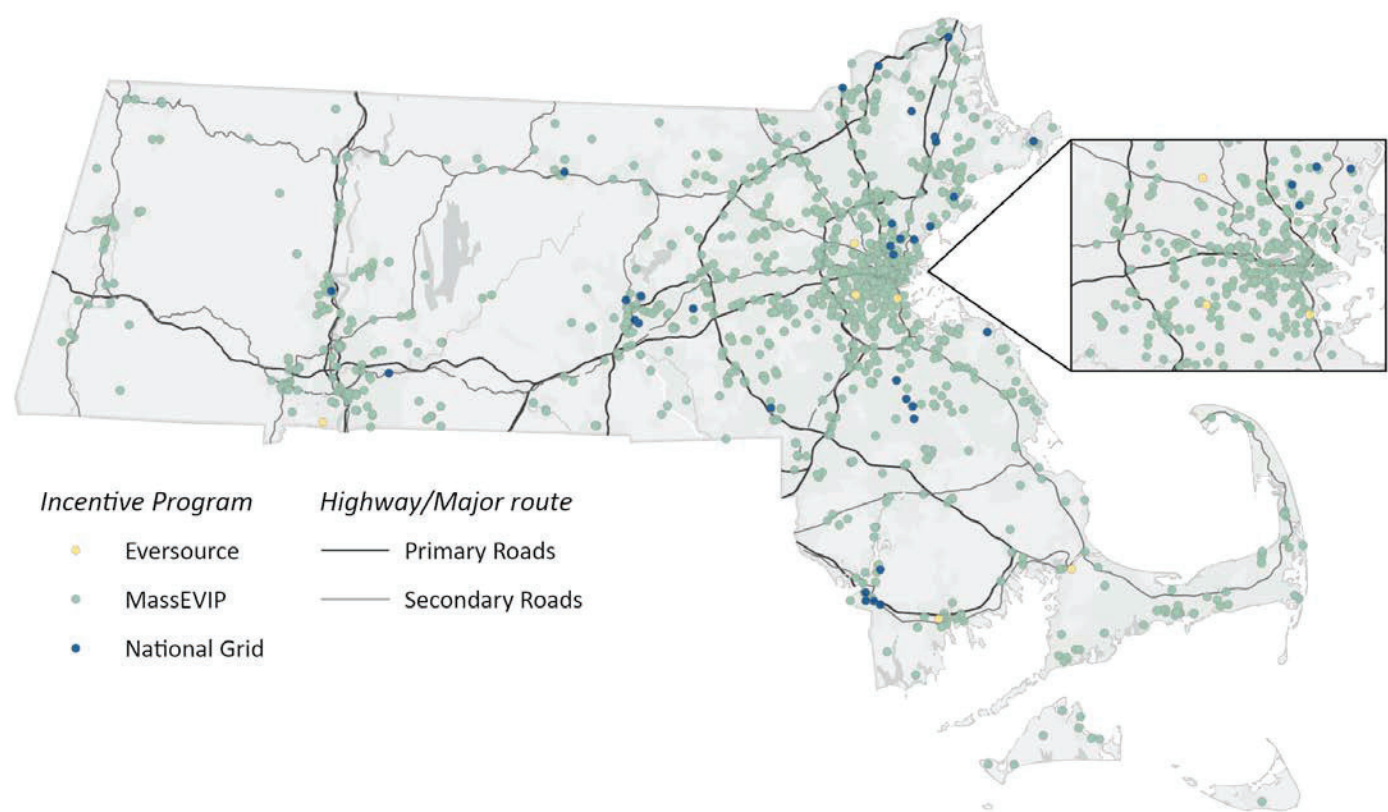 Incentive Program
Eversource
MassEVIP
National Grid
Highway/Major route
Primary Roads
Secondary Roads